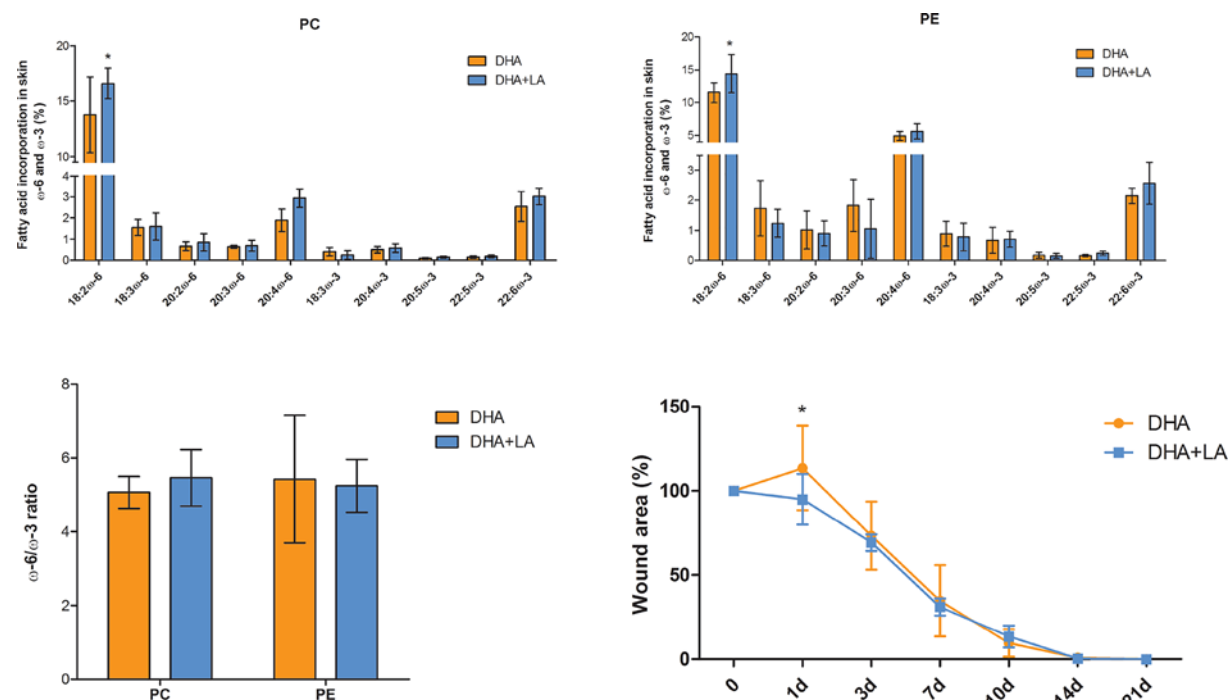 PC
Fatty acid incorporation in skin
ω-6 and ω-3 (%)
20
15
10
4
3
2
1
0
*
DHA
DHA+LA
18:2ω-6
18:3ω-6
20:2ω-6
20:3ω-6
20:4ω-6
18:3ω-3
20:4ω-3
20:5ω-3
22:5ω-3
22:6ω-3
PE
Fatty acid incorporation in skin
ω-6 and ω-3 (%)
20
15
10
5
3
2
1
0
*
DHA
DHA+LA
18:2ω-6
18:3ω-6
20:2ω-6
20:3ω-6
20:4ω-6
18:3ω-3
20:4ω-3
20:5ω-3
22:5ω-3
22:6ω-3
ω-6/ω-3 ratio
8
6
4
2
0
DHA
DHA+LA
PC
PE
Wound area (%)
150
100
50
0
*
DHA
DHA+LA
0
1d
3d
7d
10d
14d
21d